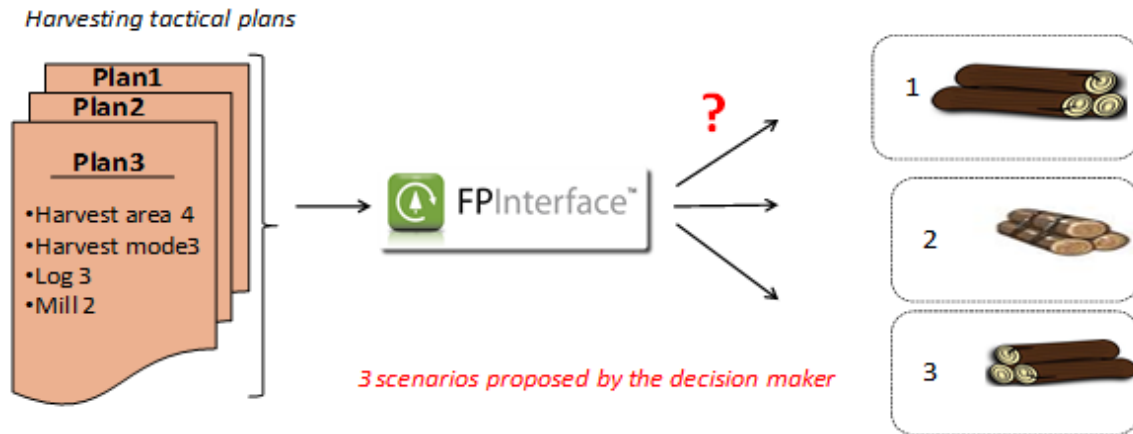 Harvesting tactical plans
Plan1
Plan2
Plan3
•Harvest area 4
•Harvest mode3
•Log 3
•Mill 2
FPInterface™
?
1
2
3
3 scenarios proposed by the decision maker